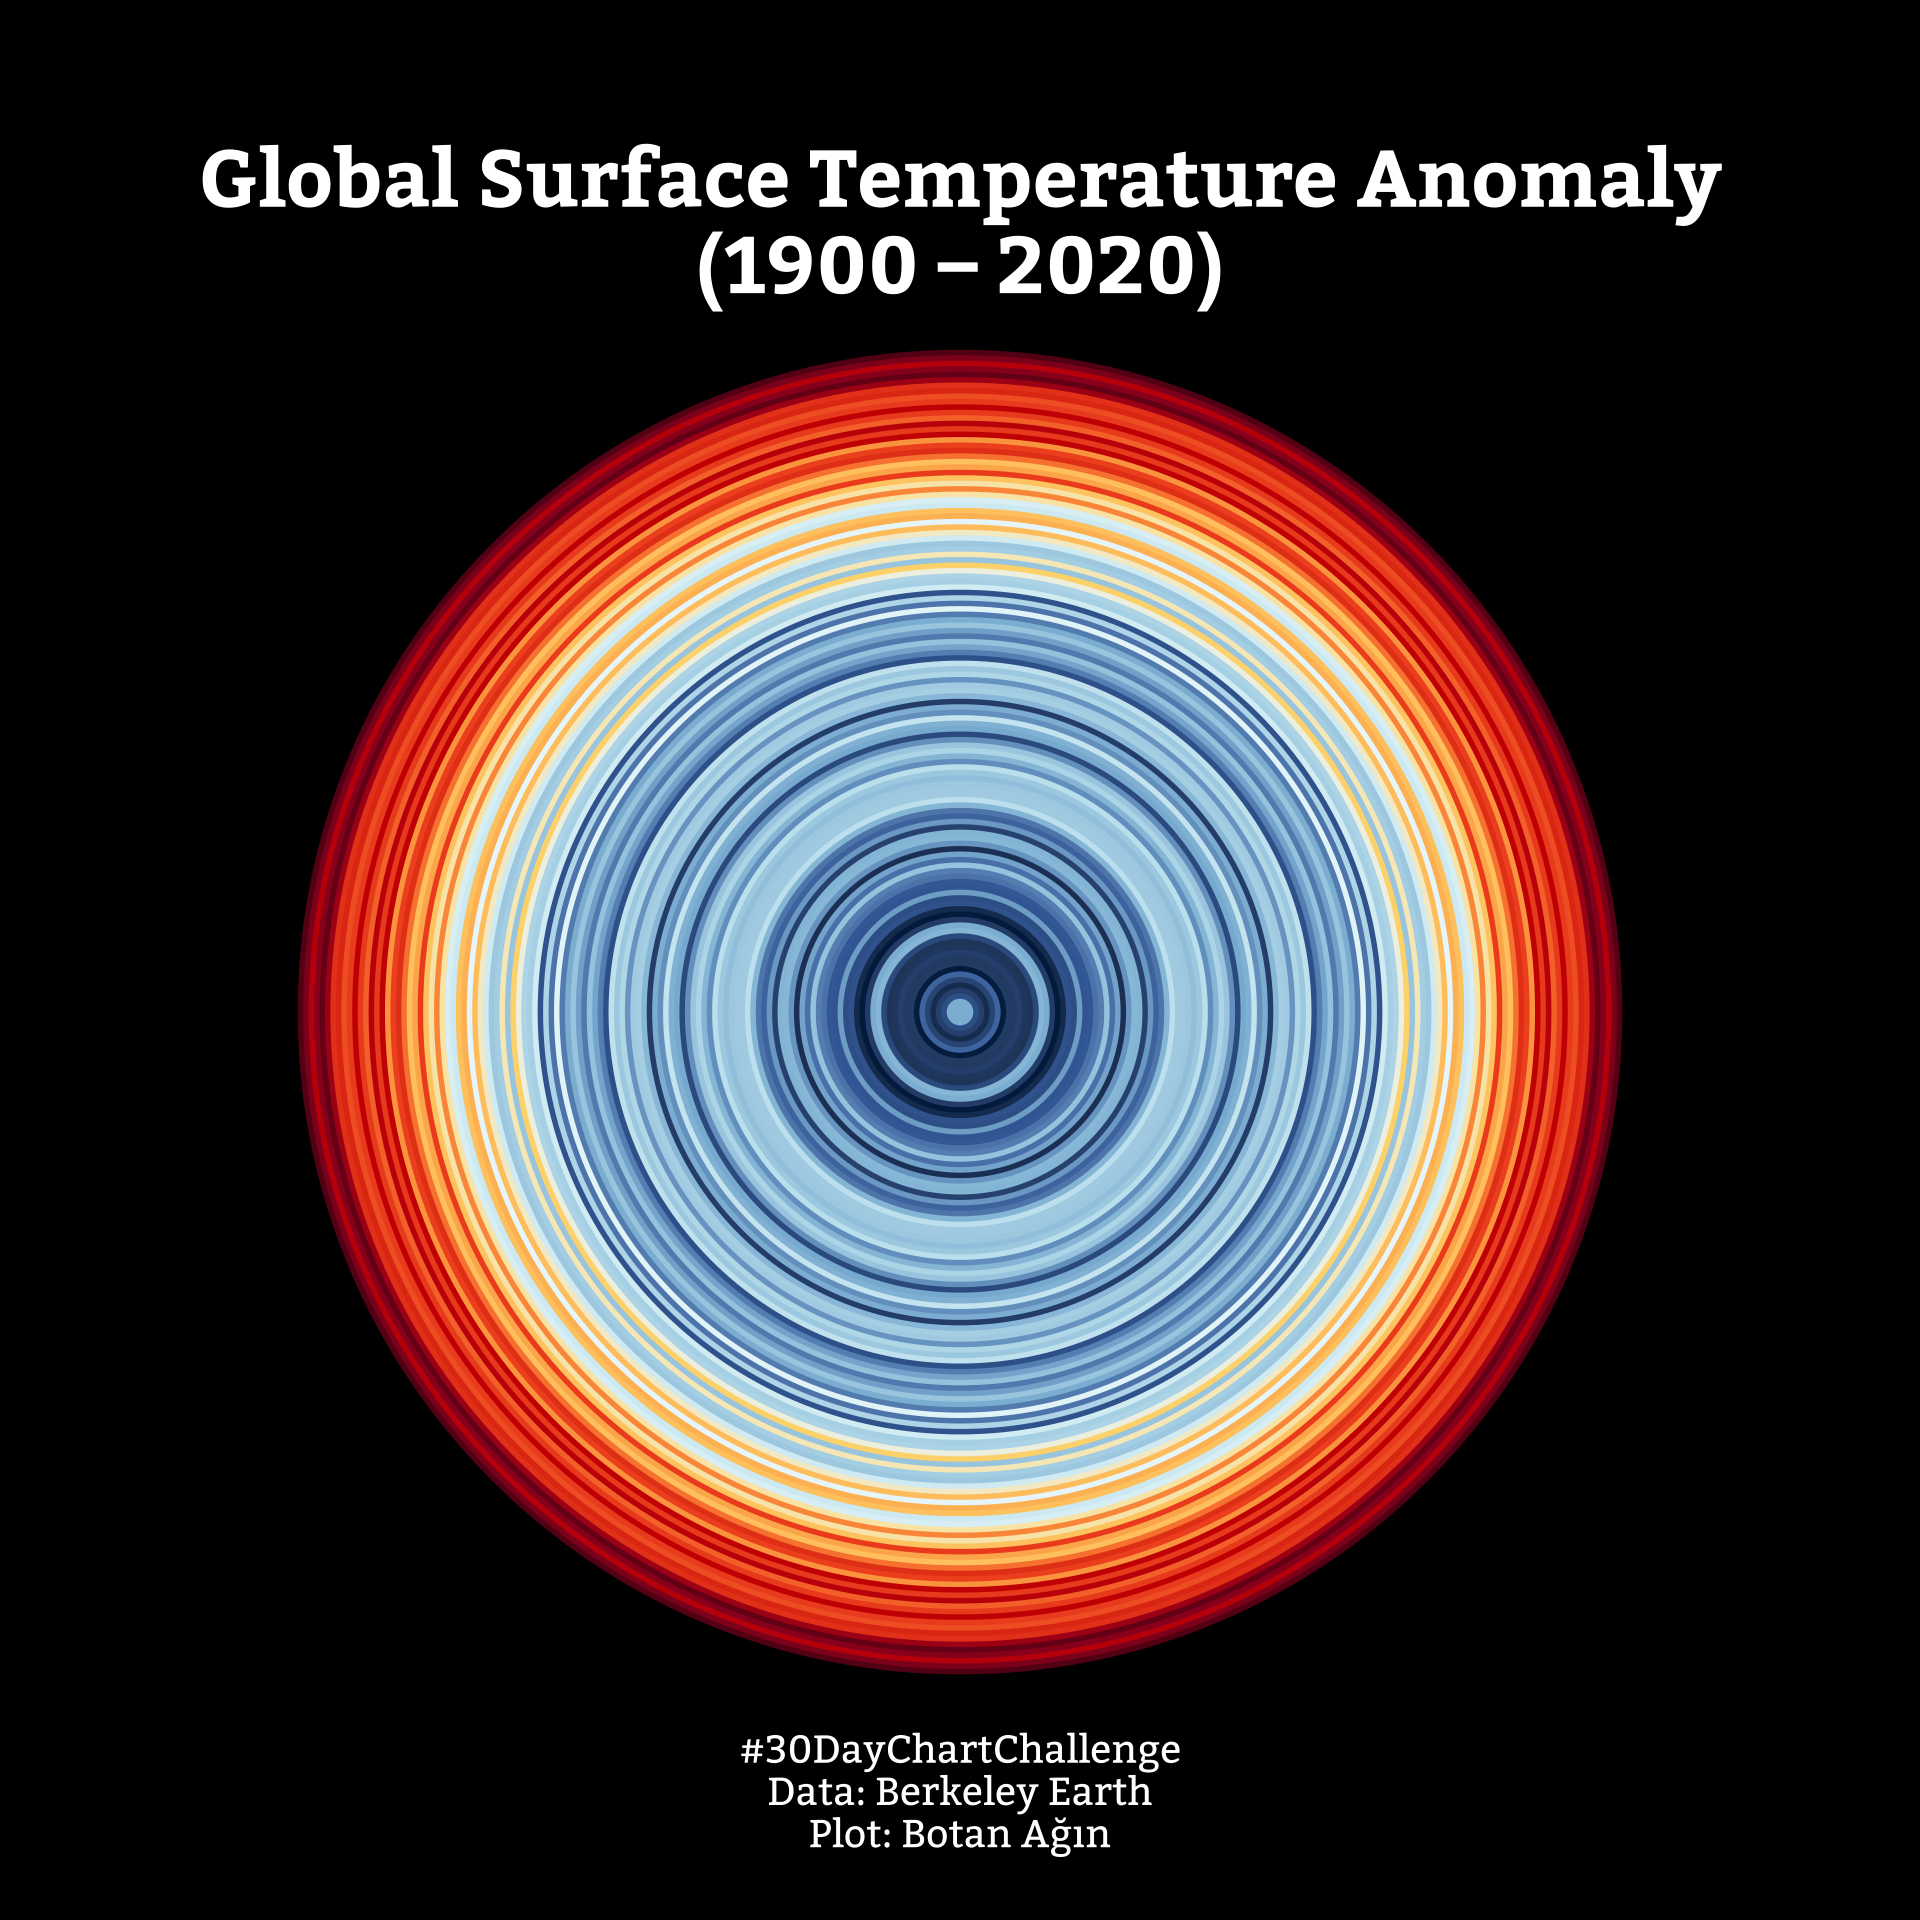 Global Surface Temperature Anomaly
(1900 – 2020)
#30DayChartChallenge
Data: Berkeley Earth
Plot: Botan Ağın